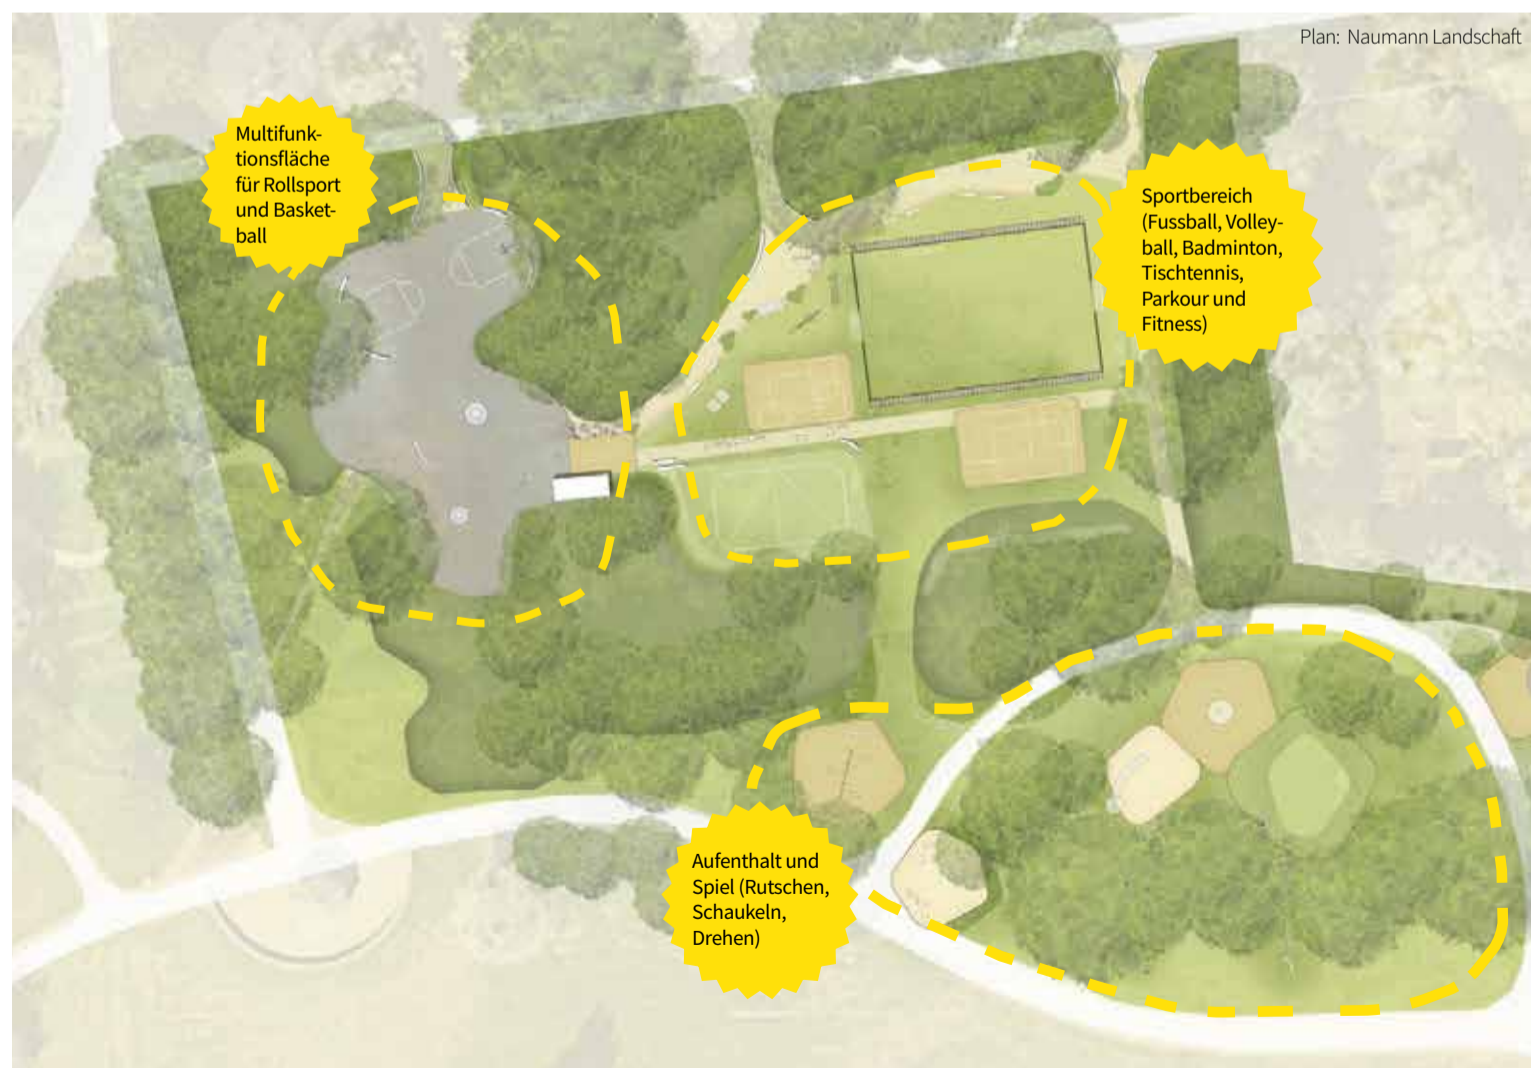 Plan: Naumann Landschaft
Multifunk-
tionsfläche
für Rollsport
und Basket-
ball
Sportbereich
(Fussball, Volley-
ball, Badminton,
Tischtennis,
Parkour und
Fitness)
Aufenthalt und
Spiel (Rutschen,
Schaukeln,
Drehen)